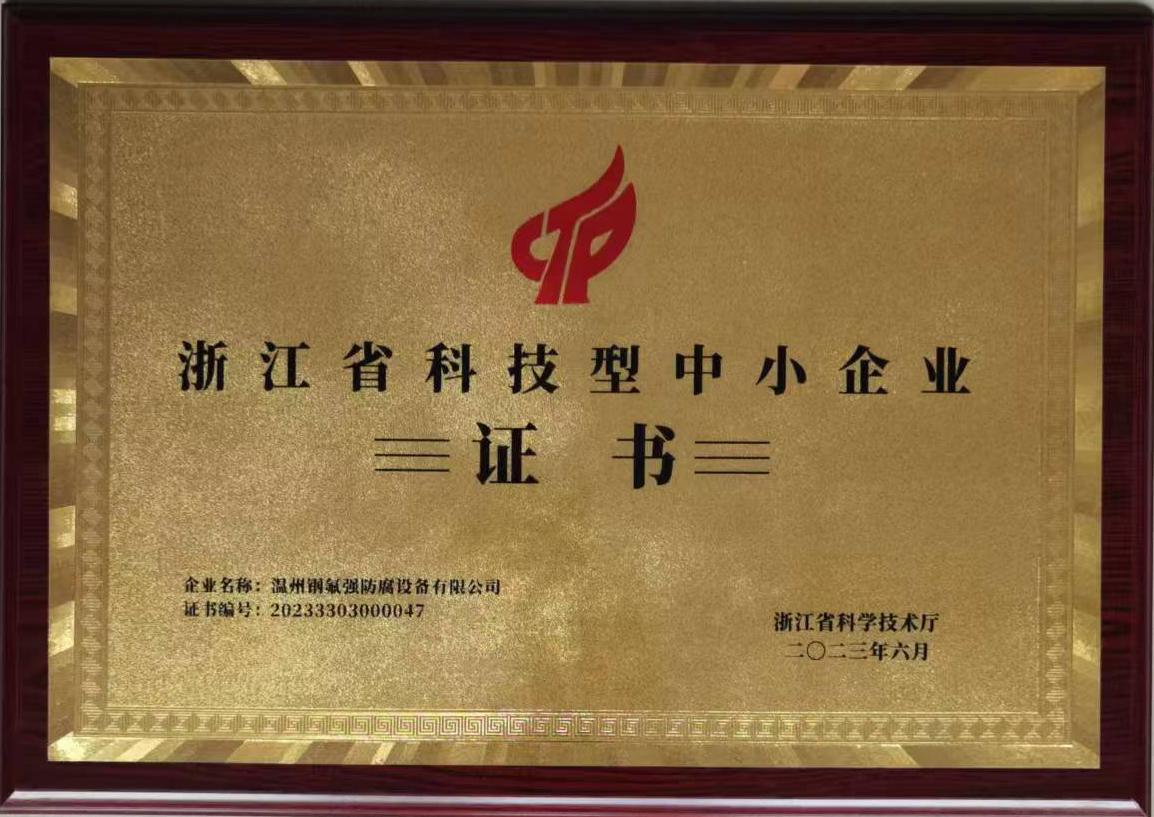 CTP
浙江省科技型中小企业
证书
企业名称：温州钢氟强防腐设备有限公司
证书编号：20233303000047
浙江省科学技术厅
二〇二三年六月